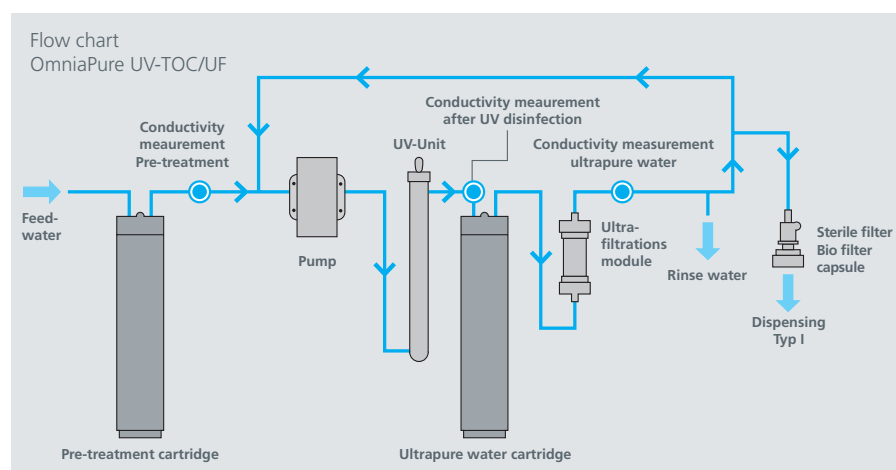 Flow chart
OmniaPure UV-TOC/UF
Conductivity
meaurement
Pre-treatment
Conductivity meaurement
after UV disinfection
UV-Unit
Conductivity measurement
ultrapure water
Feed-
water
Pump
Ultra-
filtrations
module
Rinse water
Sterile filter
Bio filter
capsule
Dispensing
Typ I
Pre-treatment cartridge
Ultrapure water cartridge